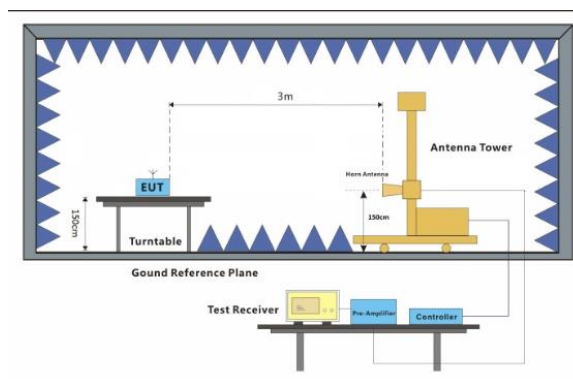 3m
Antenna Tower
Horn Antenna
EUT
150cm
150cm
Turntable
Gound Reference Plane
Test Receiver
Pre-Amplifier
Controller